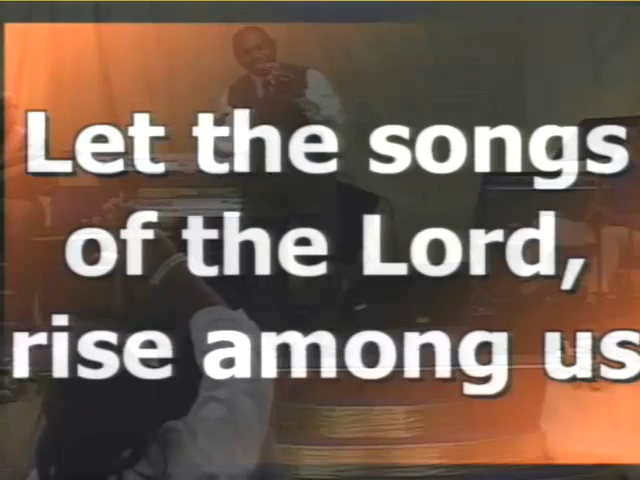 Let the songs
of the Lord,
rise among us